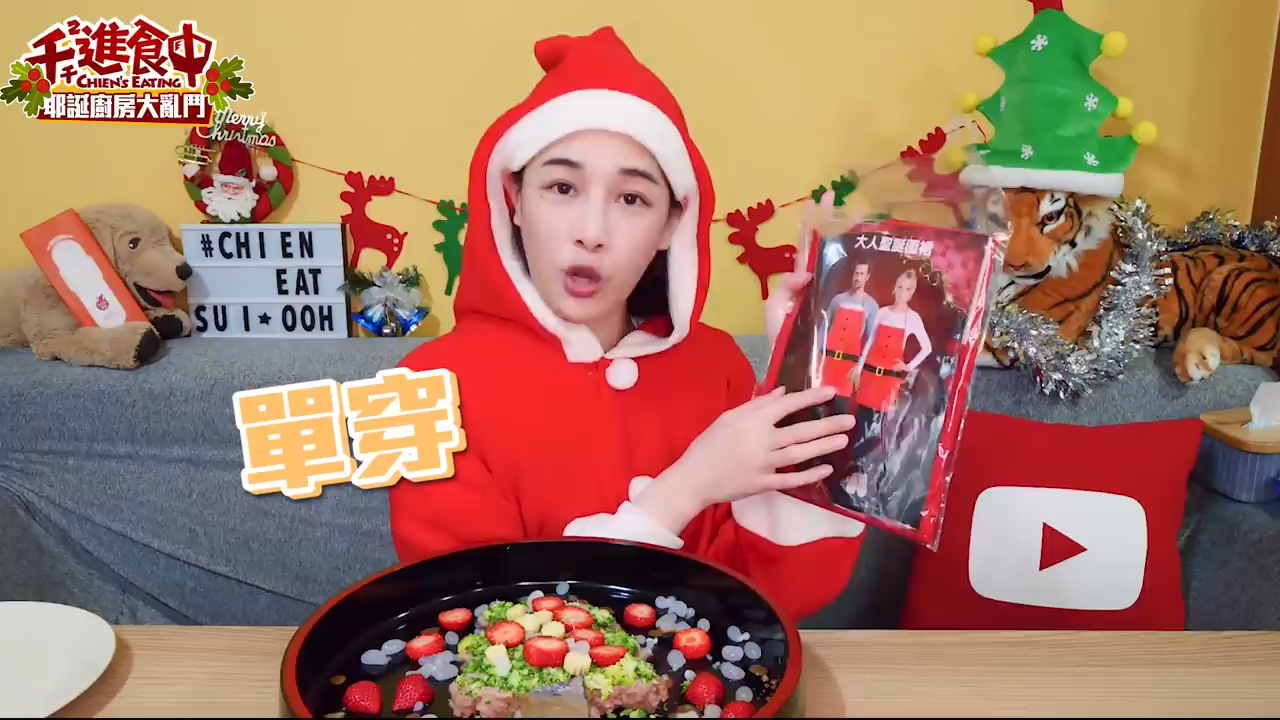 千千進食中
CHIEN'S EATING
耶誕廚房大亂鬥
Merry
Christmas
#CHIEN
EAT
SUI★OOH
大人聖誕圍裙
單穿